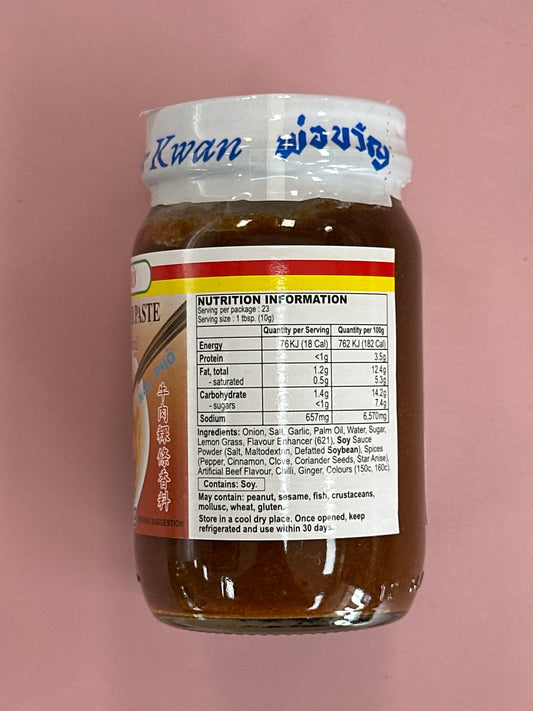 Kwan พ่อขวัญ
PASTE
PHỞ
牛肉粿條香料
SERVING SUGGESTION
NUTRITION INFORMATION
Serving per package : 23
Serving size : 1 tbsp. (10g)
Quantity per Serving Quantity per 100g
Energy 76KJ (18 Cal) 762 KJ (182 Cal)
Protein <1g 3.5g
Fat, total 1.2g 12.4g
- saturated 0.5g 5.3g
Carbohydrate 1.4g 14.2g
- sugars <1g 7.4g
Sodium 657mg 6,570mg
Ingredients: Onion, Salt, Garlic, Palm Oil, Water, Sugar,
Lemon Grass, Flavour Enhancer (621), Soy Sauce
Powder (Salt, Maltodextrin, Defatted Soybean), Spices
(Pepper, Cinnamon, Clove, Coriander Seeds, Star Anise),
Artificial Beef Flavour, Chilli, Ginger, Colours (150c, 160c).
Contains: Soy.
May contain: peanut, sesame, fish, crustaceans,
mollusc, wheat, gluten.
Store in a cool dry place. Once opened, keep
refrigerated and use within 30 days.